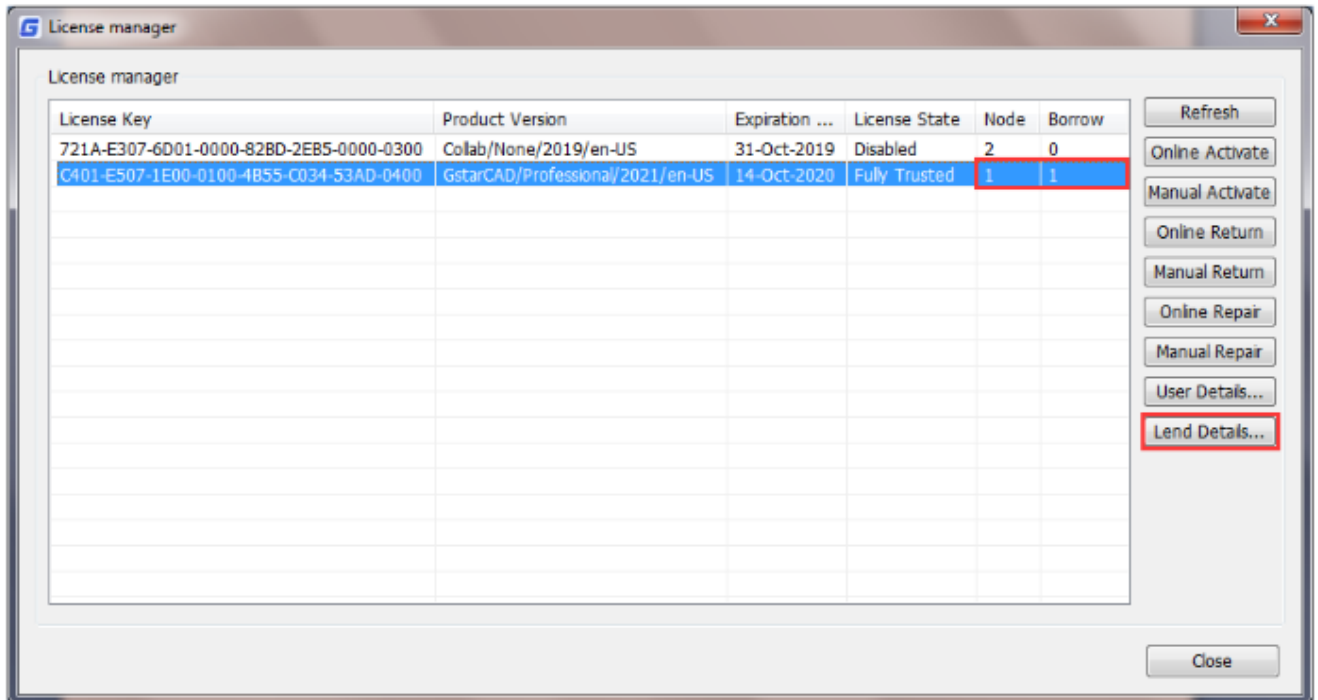 License manager
License manager
License Key Product Version Expiration ... License State Node Borrow
721A-E307-6D01-0000-82BD-2EB5-0000-0300 Collab/None/2019/en-US 31-Oct-2019 Disabled 2 0
C401-E507-1E00-0100-4B55-C034-53AD-0400 GstarCAD/Professional/2021/en-US 14-Oct-2020 Fully Trusted 1 1
Refresh
Online Activate
Manual Activate
Online Return
Manual Return
Online Repair
Manual Repair
User Details...
Lend Details...
Close